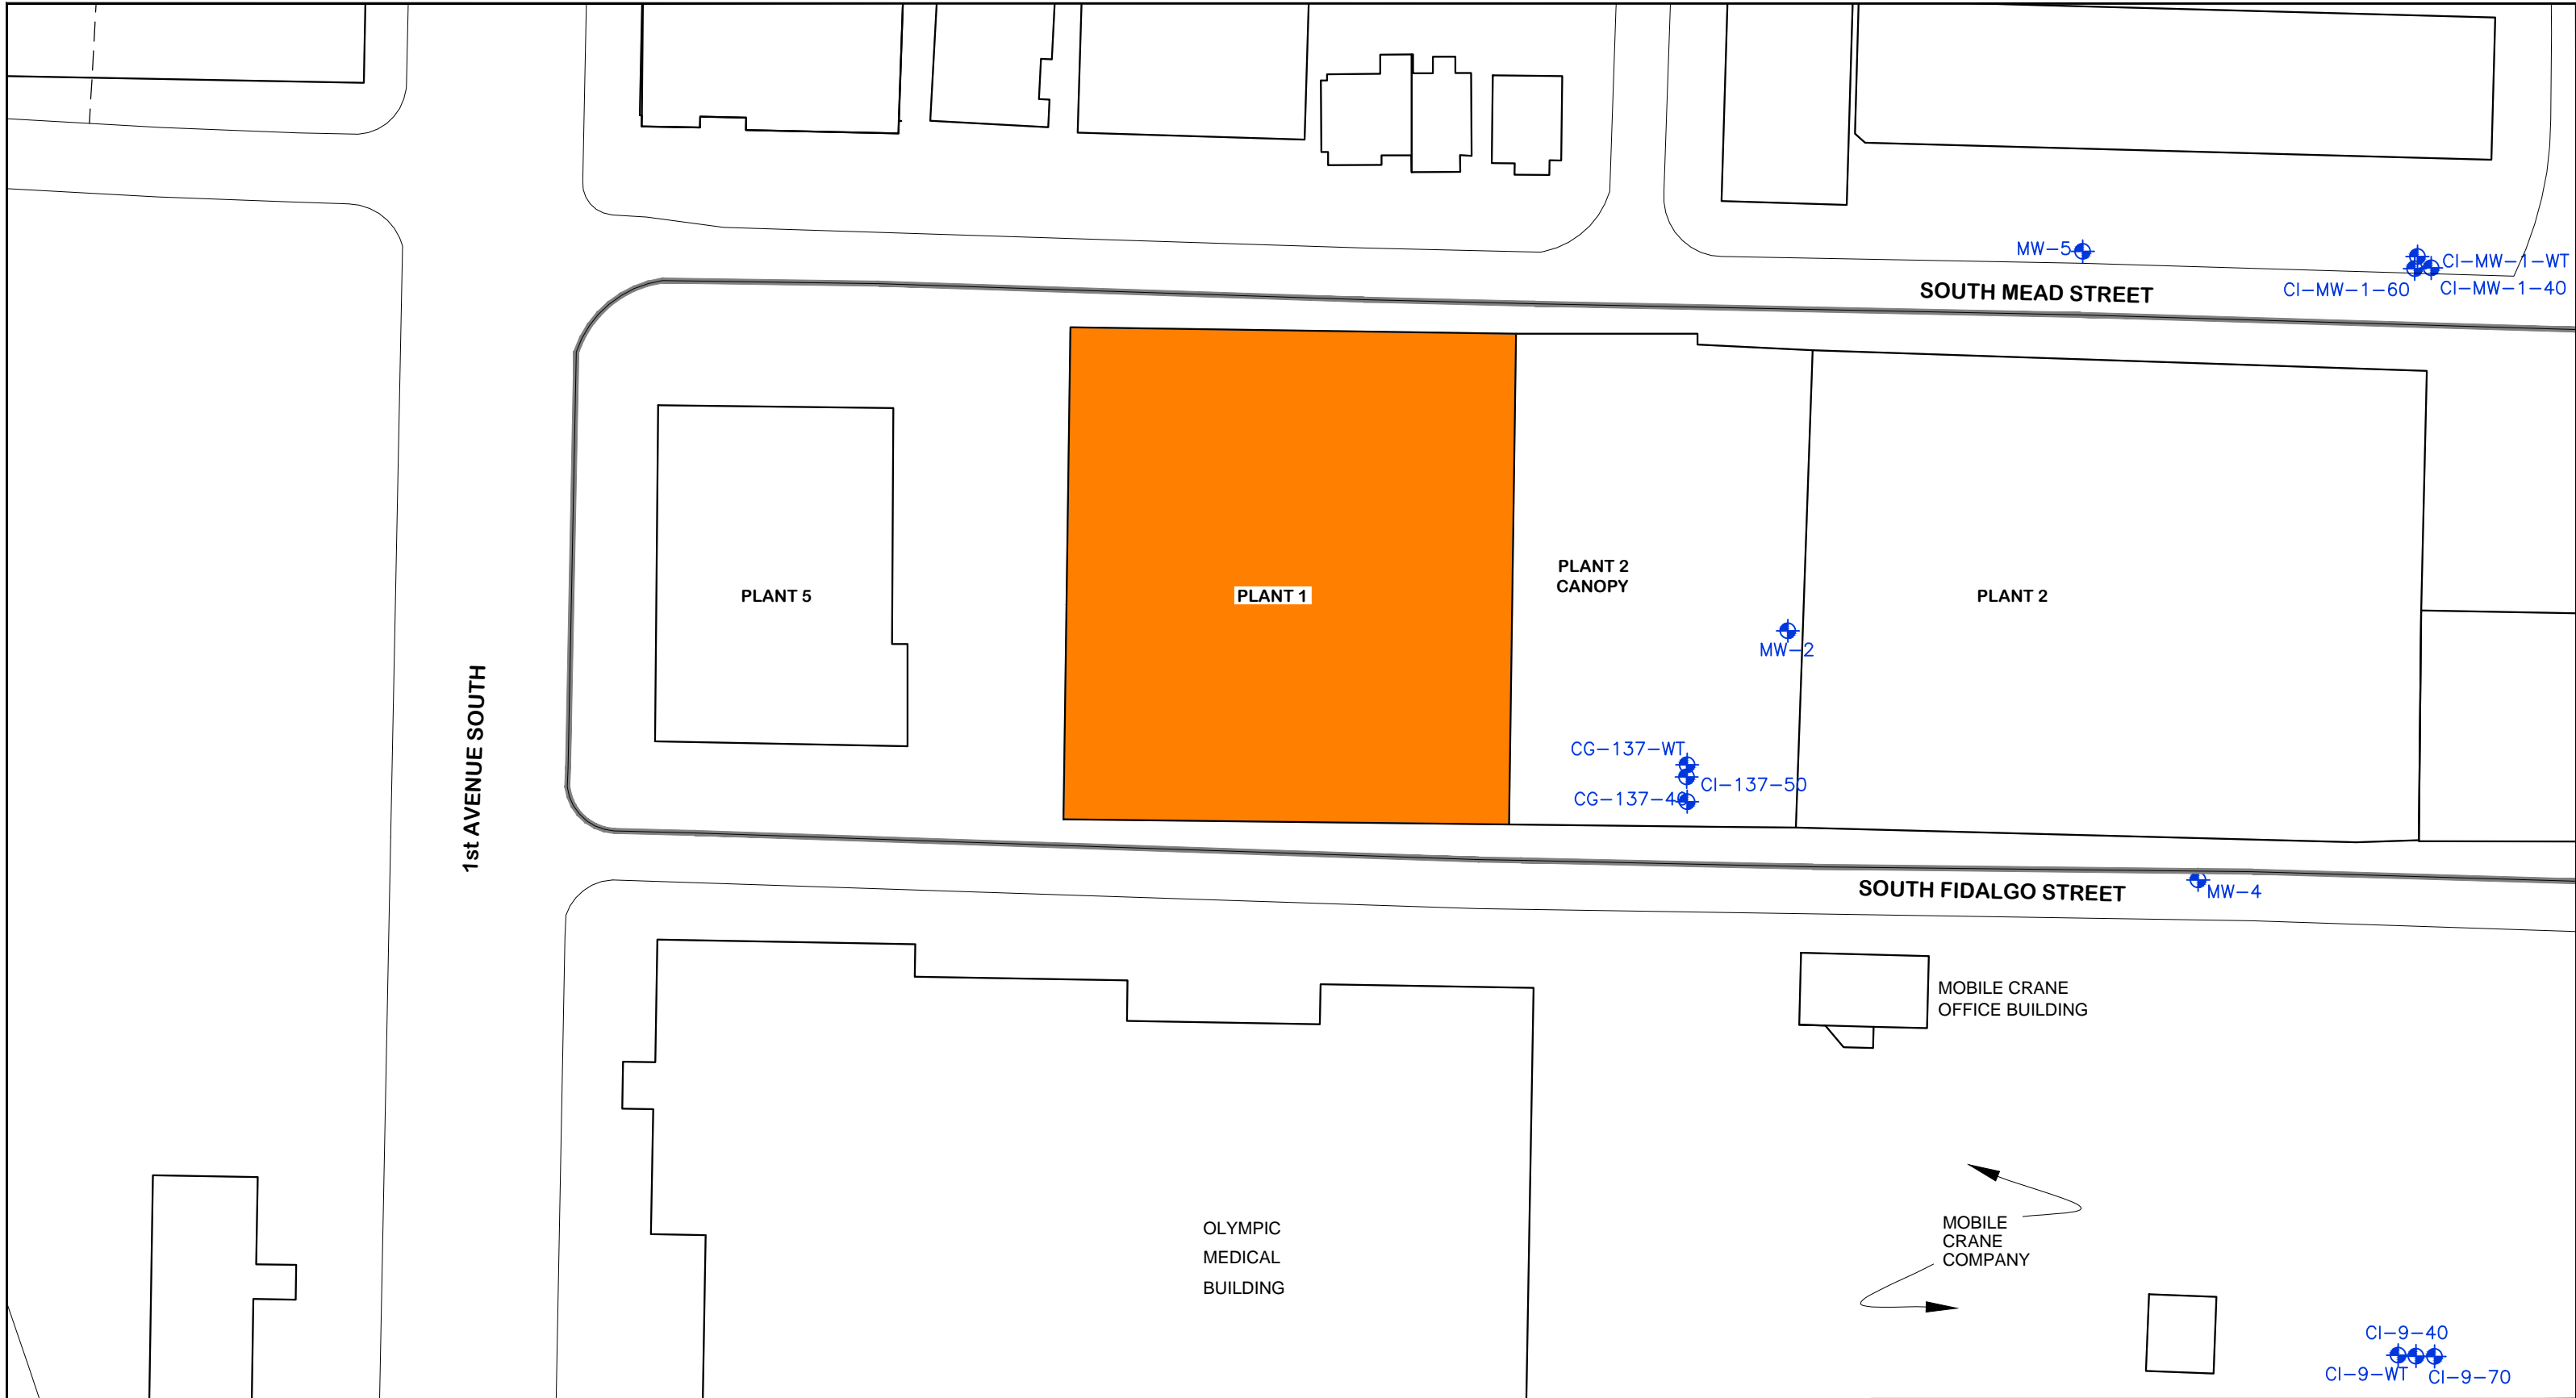 MW-5
CI-MW-1-WT
CI-MW-1-60
CI-MW-1-40
SOUTH MEAD STREET
PLANT 2
CANOPY
PLANT 5
PLANT 1
PLANT 2
MW-2
1st AVENUE SOUTH
CG-137-WT
CI-137-50
CG-137-40
SOUTH FIDALGO STREET
MW-4
MOBILE CRANE
OFFICE BUILDING
OLYMPIC
MEDICAL
BUILDING
MOBILE
CRANE
COMPANY
CI-9-40
CI-9-WT
CI-9-70